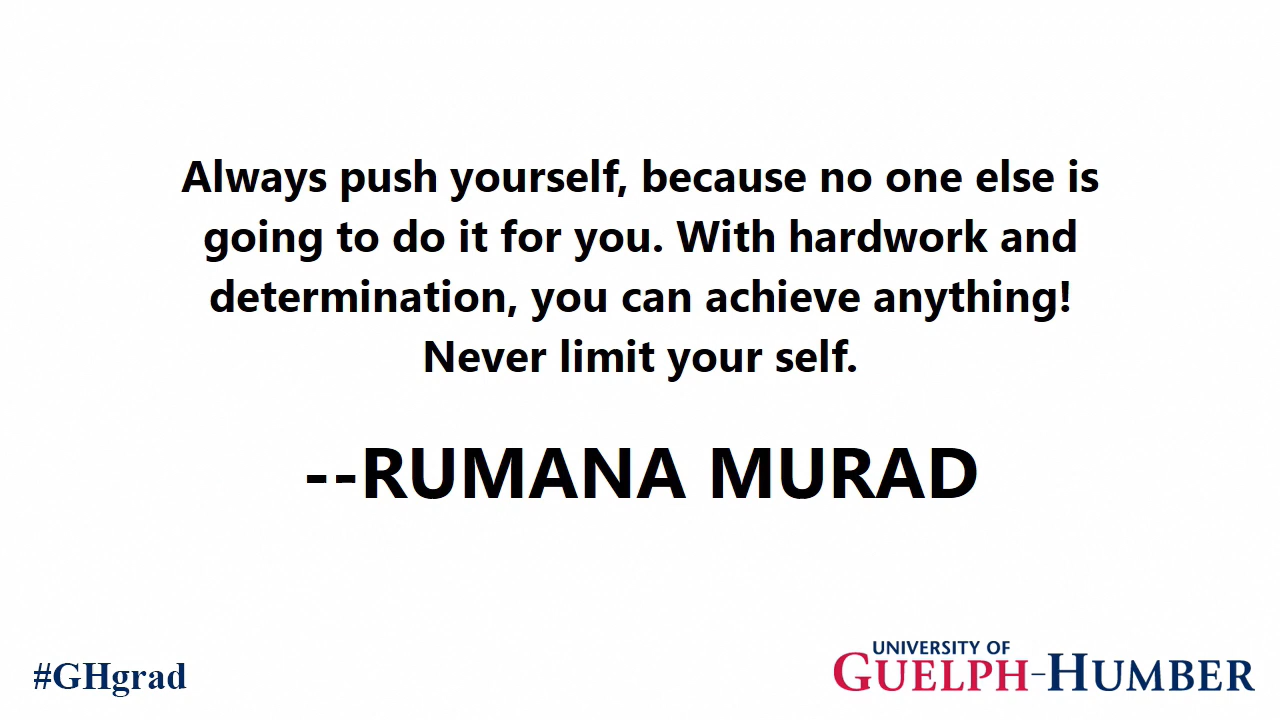 Always push yourself, because no one else is
going to do it for you. With hardwork and
determination, you can achieve anything!
Never limit your self.
--RUMANA MURAD
#GHgrad
UNIVERSITY OF
GUELPH-HUMBER